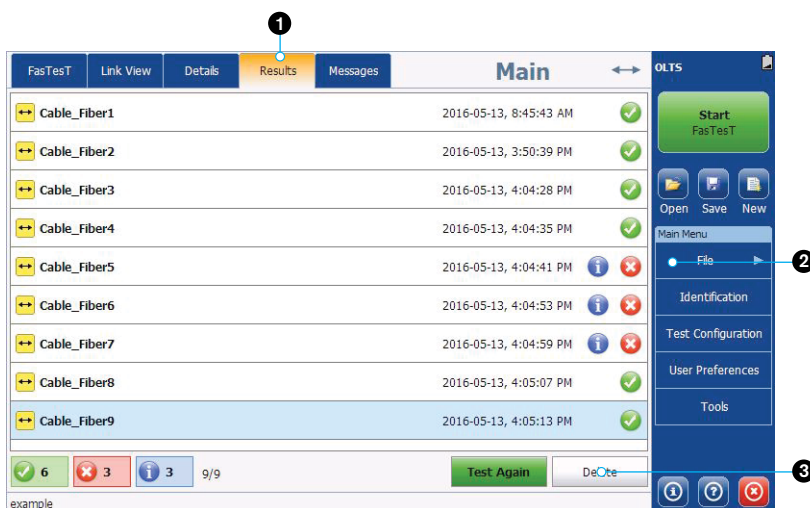 1
FasTesT Link View Details Results Messages Main OLTS
Cable_Fiber1 2016-05-13, 8:45:43 AM
Start
FasTesT
Cable_Fiber2 2016-05-13, 3:50:39 PM
Cable_Fiber3 2016-05-13, 4:04:28 PM
Open Save New
Cable_Fiber4 2016-05-13, 4:04:35 PM
Main Menu
Cable_Fiber5 2016-05-13, 4:04:41 PM
File 2
Cable_Fiber6 2016-05-13, 4:04:53 PM
Identification
Cable_Fiber7 2016-05-13, 4:04:59 PM
Test Configuration
Cable_Fiber8 2016-05-13, 4:05:07 PM
User Preferences
Cable_Fiber9 2016-05-13, 4:05:13 PM
Tools
6 3 3 9/9 Test Again Delete 3
example